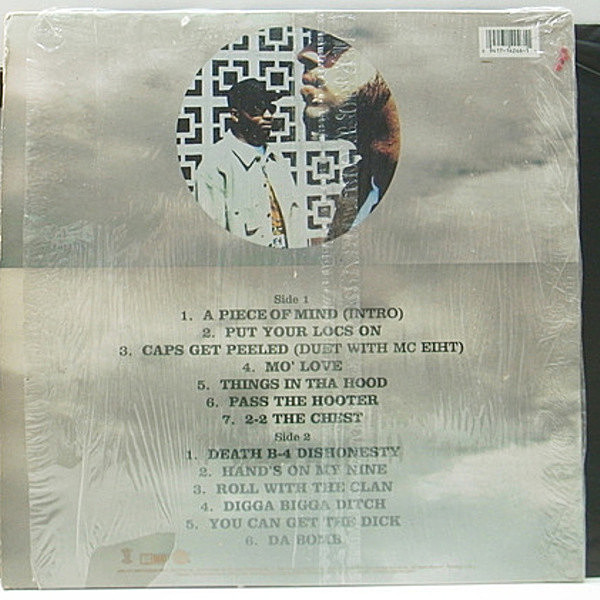 Side 1
1. A PIECE OF MIND (INTRO)
2. PUT YOUR LOCS ON
3. CAPS GET PEELED (DUET WITH MC EIHT)
4. MO' LOVE
5. THINGS IN THA HOOD
6. PASS THE HOOTER
7. 2-2 THE CHEST
Side 2
1. DEATH B-4 DISHONESTY
2. HAND'S ON MY NINE
3. ROLL WITH THE CLAN
4. DIGGA BIGGA DITCH
5. YOU CAN GET THE DICK
6. DA BOMB